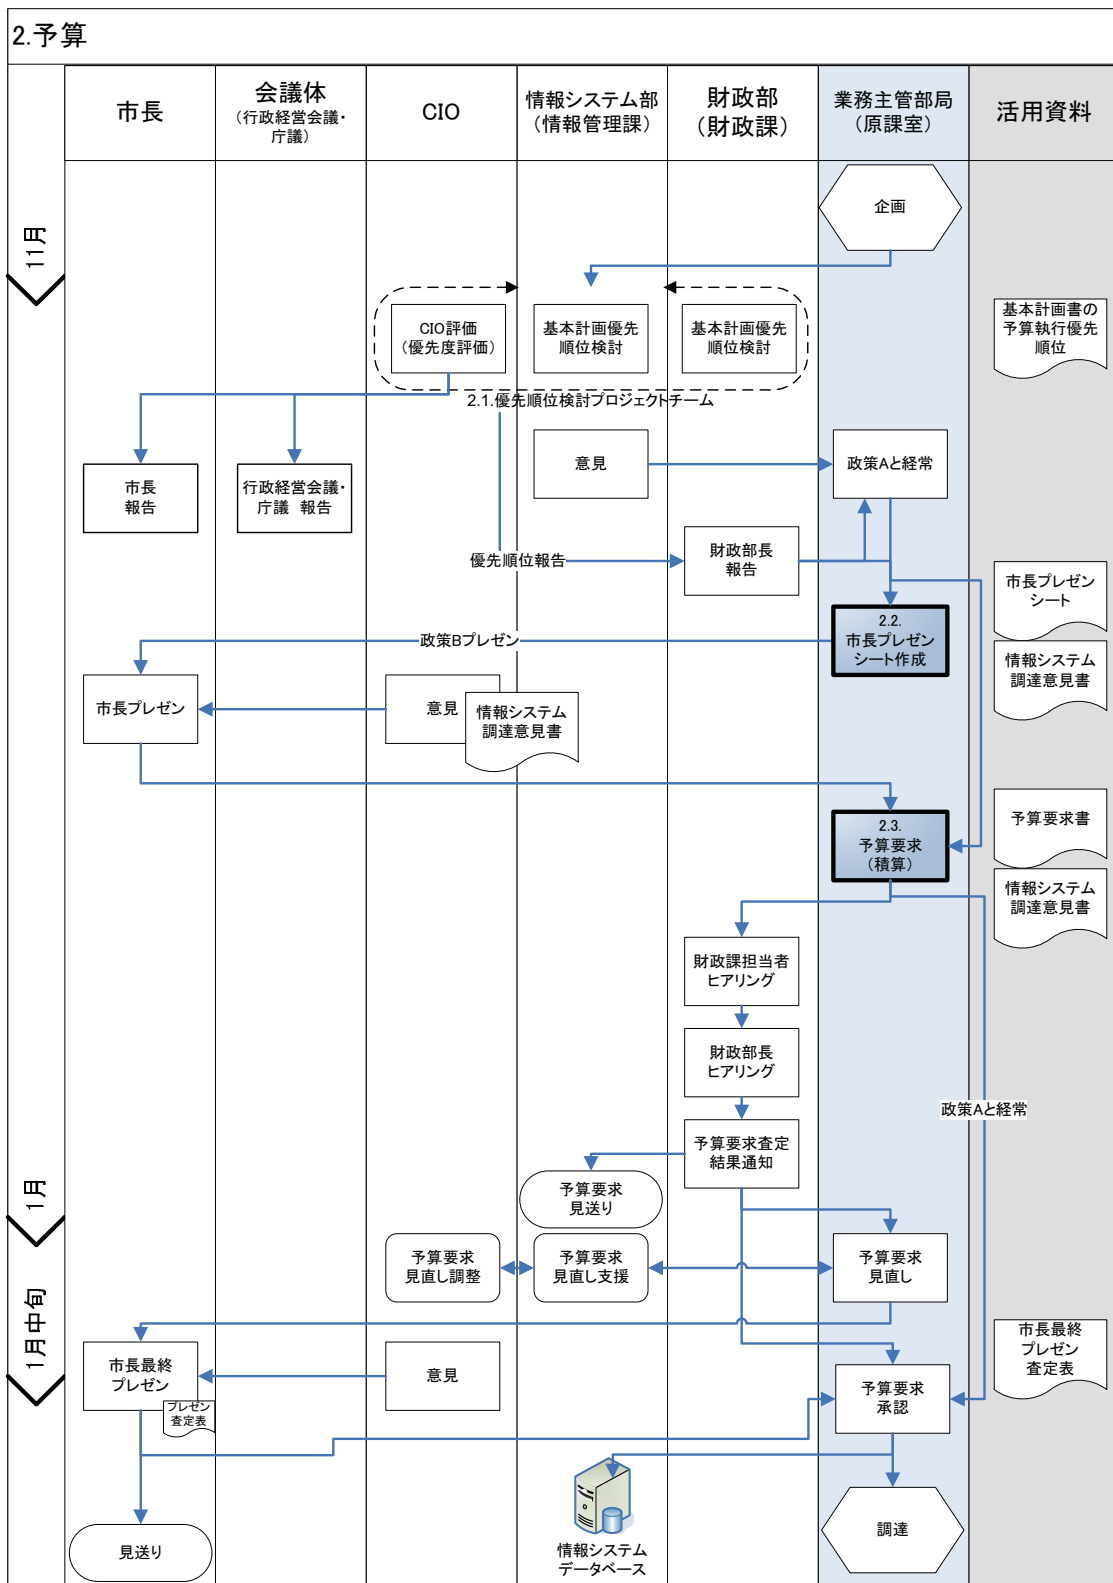 2.予算
市長
会議体
（行政経営会議・
庁議）
CIO
情報システム部
（情報管理課）
財政部
（財政課）
業務主管部局
（原課室）
活用資料
11月
企画
CIO評価
（優先度評価）
基本計画優先
順位検討
基本計画優先
順位検討
基本計画書の
予算執行優先
順位
2.1.優先順位検討プロジェクトチーム
市長
報告
行政経営会議・
庁議 報告
意見
政策Aと経常
優先順位報告
財政部長
報告
市長プレゼン
シート
2.2.
市長プレゼン
シート作成
政策Bプレゼン
情報システム
調達意見書
市長プレゼン
意見
情報システム
調達意見書
2.3.
予算要求
（積算）
予算要求書
情報システム
調達意見書
財政課担当者
ヒアリング
財政部長
ヒアリング
政策Aと経常
予算要求査定
結果通知
1月
予算要求
見送り
予算要求
見直し調整
予算要求
見直し支援
予算要求
見直し
1月中旬
市長最終
プレゼン
プレゼン
査定表
意見
予算要求
承認
市長最終
プレゼン
査定表
見送り
情報システム
データベース
調達